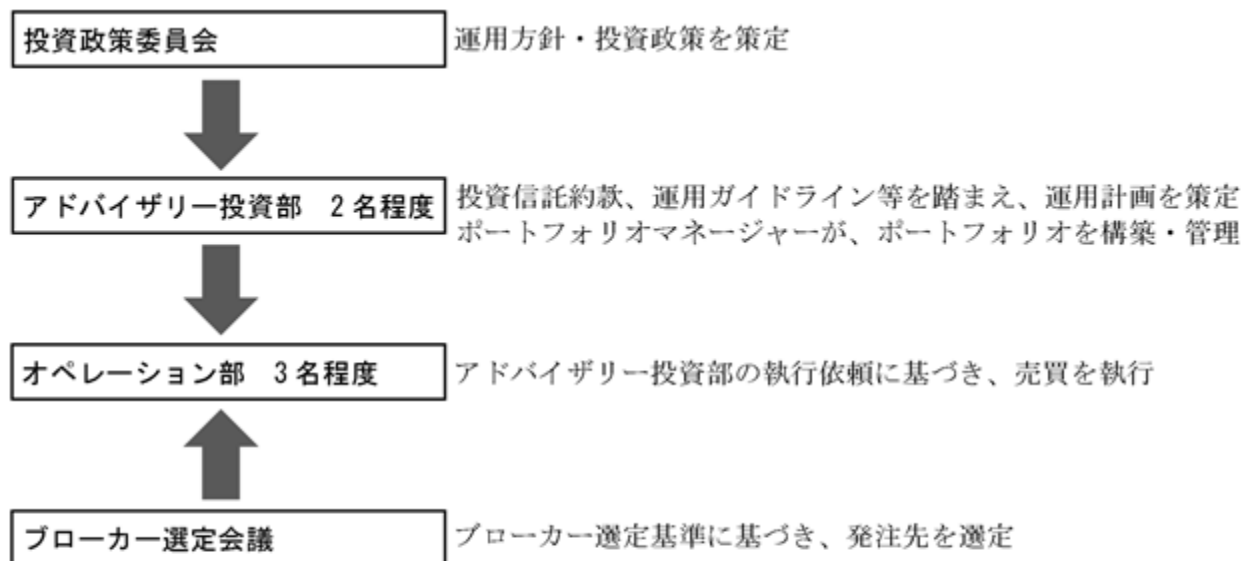 投資政策委員会
運用方針・投資政策を策定
アドバイザリー投資部 2名程度
投資信託約款、運用ガイドライン等を踏まえ、運用計画を策定
ポートフォリオマネージャーが、ポートフォリオを構築・管理
オペレーション部 3名程度
アドバイザリー投資部の執行依頼に基づき、売買を執行
ブローカー選定会議
ブローカー選定基準に基づき、発注先を選定